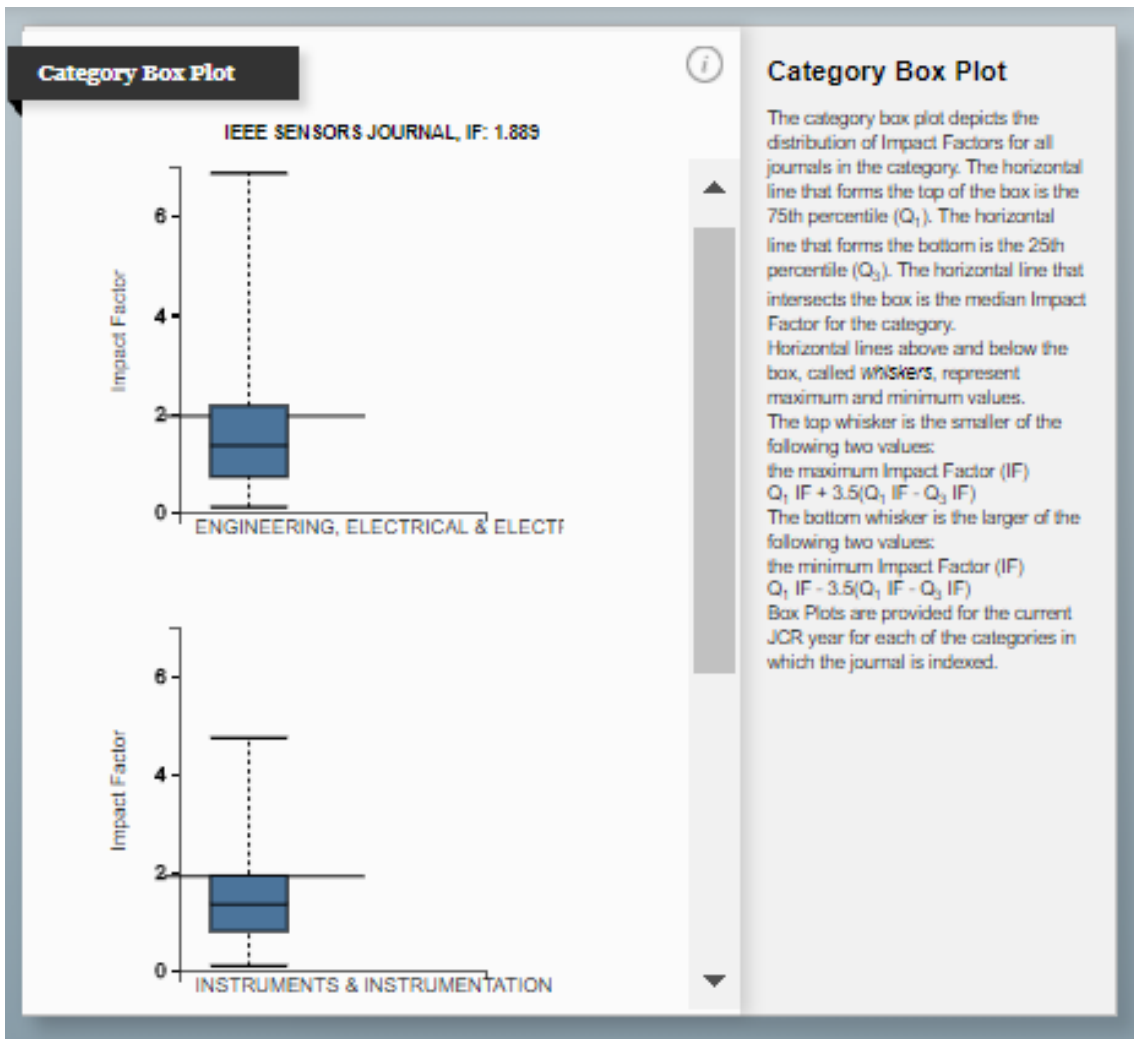 Category Box Plot
i
IEEE SENSORS JOURNAL, IF: 1.889
6
4
2
0
Impact Factor
ENGINEERING, ELECTRICAL & ELECTR
6
4
2
0
Impact Factor
INSTRUMENTS & INSTRUMENTATION
Category Box Plot
The category box plot depicts the
distribution of Impact Factors for all
journals in the category. The horizontal
line that forms the top of the box is the
75th percentile (Q1). The horizontal
line that forms the bottom is the 25th
percentile (Q3). The horizontal line that
intersects the box is the median Impact
Factor for the category.
Horizontal lines above and below the
box, called whiskers, represent
maximum and minimum values.
The top whisker is the smaller of the
following two values:
the maximum Impact Factor (IF)
Q1 IF + 3.5(Q1 IF - Q3 IF)
The bottom whisker is the larger of the
following two values:
the minimum Impact Factor (IF)
Q1 IF - 3.5(Q1 IF - Q3 IF)
Box Plots are provided for the current
JCR year for each of the categories in
which the journal is indexed.